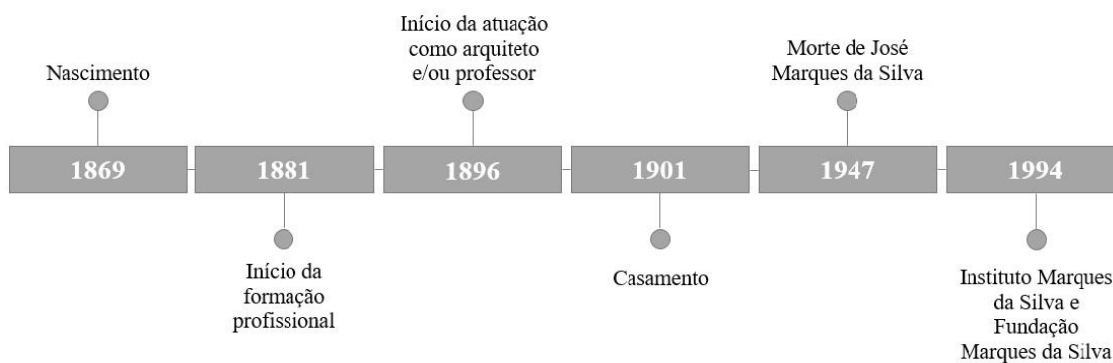 Nascimento
Início da atuação
como arquiteto
e/ou professor
Morte de José
Marques da Silva
1869
1881
1896
1901
1947
1994
Início da
formação
profissional
Casamento
Instituto Marques
da Silva e
Fundação
Marques da Silva